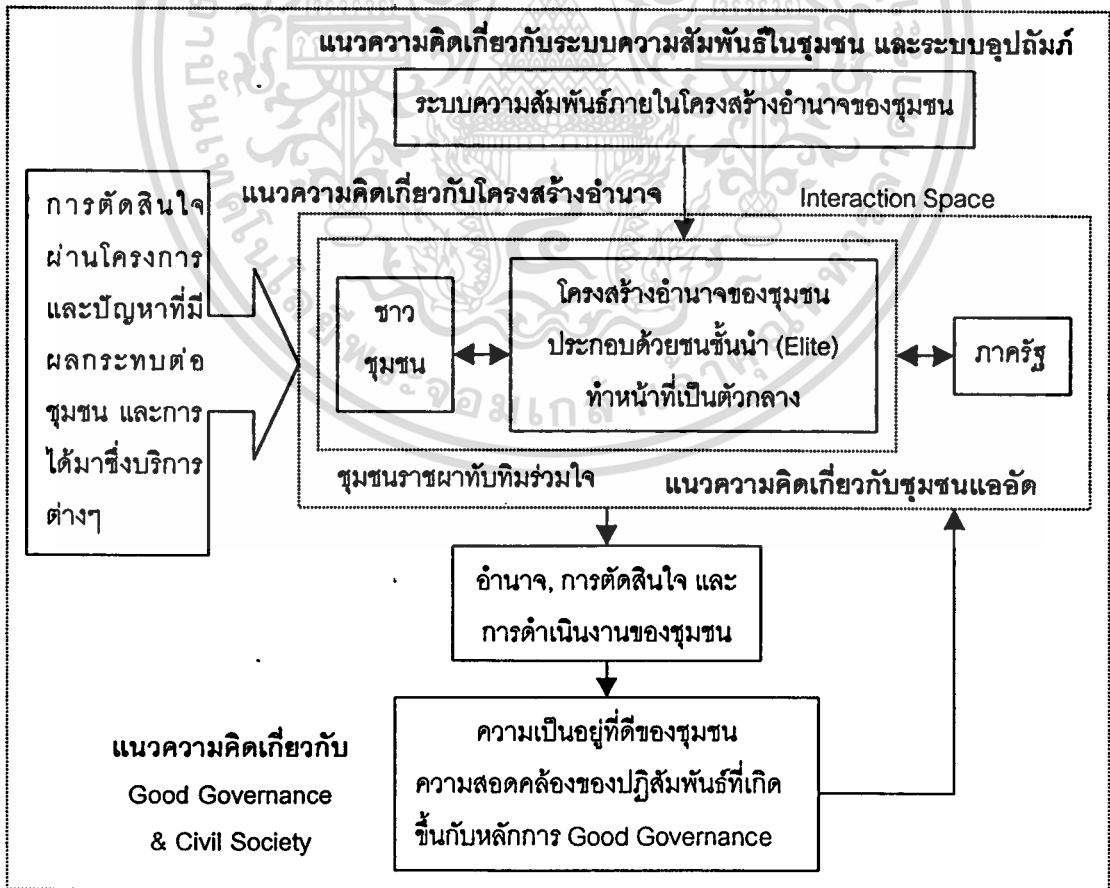 แนวความคิดเกี่ยวกับระบบความสัมพันธ์ในชุมชน และระบบอุปถัมภ์
ระบบความสัมพันธ์ภายในโครงสร้างอำนาจของชุมชน
การตัดสินใจ
ผ่านโครงการ
และปัญหาที่มี
ผลกระทบต่อ
ชุมชน และการ
ได้มาซึ่งบริการ
ต่างๆ
แนวความคิดเกี่ยวกับโครงสร้างอำนาจ
Interaction Space
ชาว
ชุมชน
โครงสร้างอำนาจของชุมชน
ประกอบด้วยชนชั้นนำ (Elite)
ทำหน้าที่เป็นตัวกลาง
ภาครัฐ
ชุมชนราชผาทับทิมร่วมใจ
แนวความคิดเกี่ยวกับชุมชนแออัด
อำนาจ, การตัดสินใจ และ
การดำเนินงานของชุมชน
แนวความคิดเกี่ยวกับ
Good Governance
& Civil Society
ความเป็นอยู่ที่ดีของชุมชน
ความสอดคล้องของปฏิสัมพันธ์ที่เกิด
ขึ้นกับหลักการ Good Governance